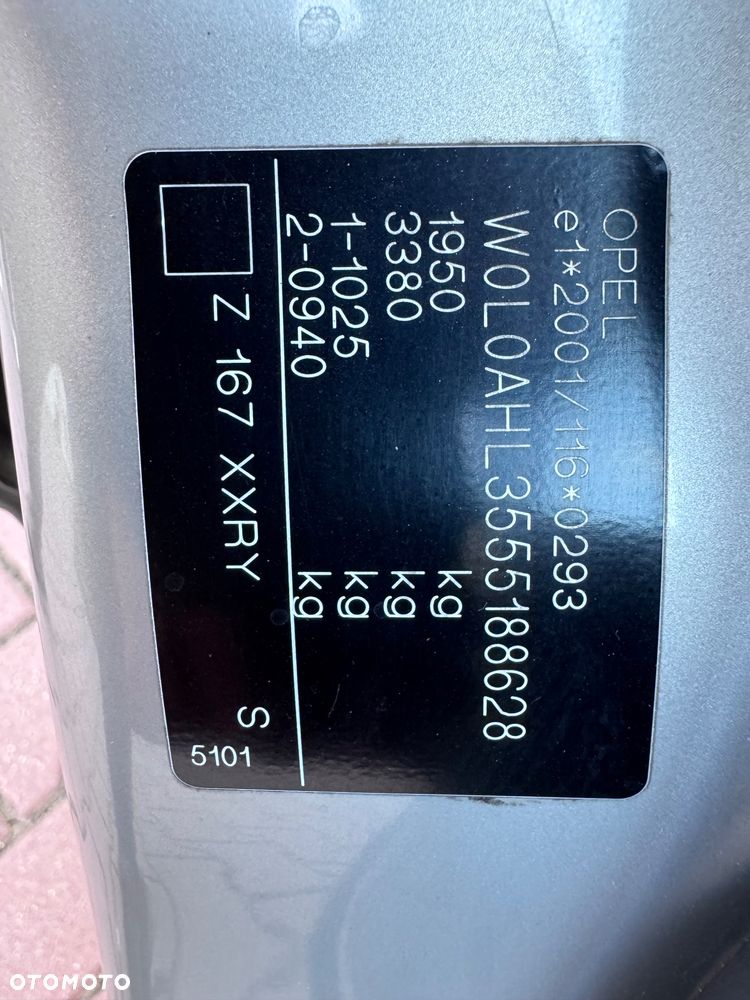 OPEL
e1*2001/116*0293
W0L0AHL3555188628
1950 kg
3380 kg
1-1025 kg
2-0940 kg
Z 167 XXRY S
5101
OTOMOTO